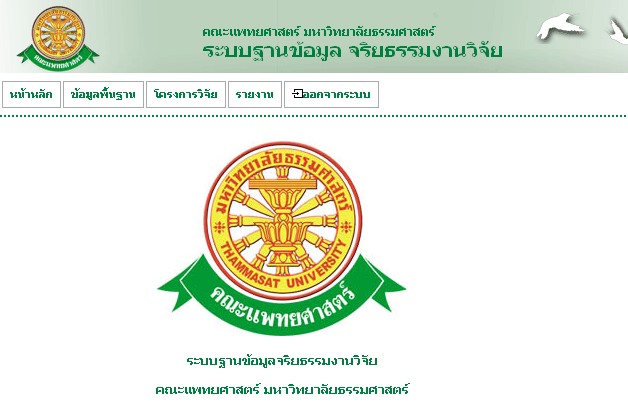 คณะแพทยศาสตร์
คณะแพทยศาสตร์ มหาวิทยาลัยธรรมศาสตร์
ระบบฐานข้อมูล จริยธรรมงานวิจัย
หน้าหลัก
ข้อมูลพื้นฐาน
โครงการวิจัย
รายงาน
ออกจากระบบ
มหาวิทยาลัยธรรมศาสตร์
THAMMASAT UNIVERSITY
คณะแพทยศาสตร์
ระบบฐานข้อมูลจริยธรรมงานวิจัย
คณะแพทยศาสตร์ มหาวิทยาลัยธรรมศาสตร์